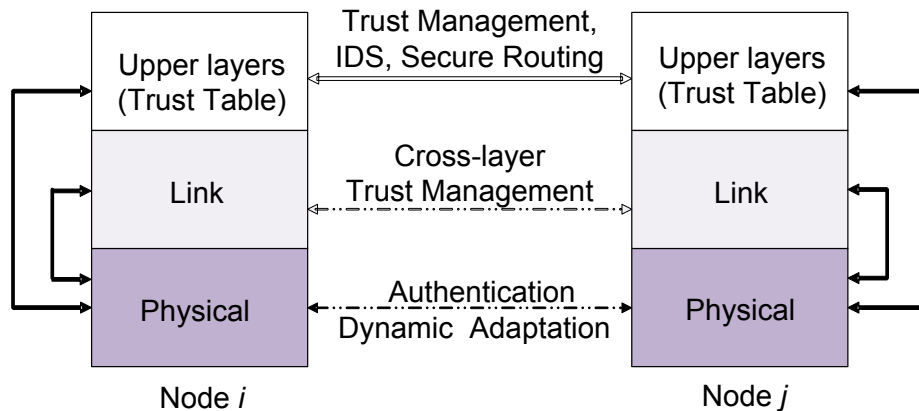 Trust Management,
IDS, Secure Routing
Upper layers
(Trust Table)
Upper layers
(Trust Table)
Cross-layer
Trust Management
Link
Link
Authentication
Dynamic Adaptation
Physical
Physical
Node i
Node j